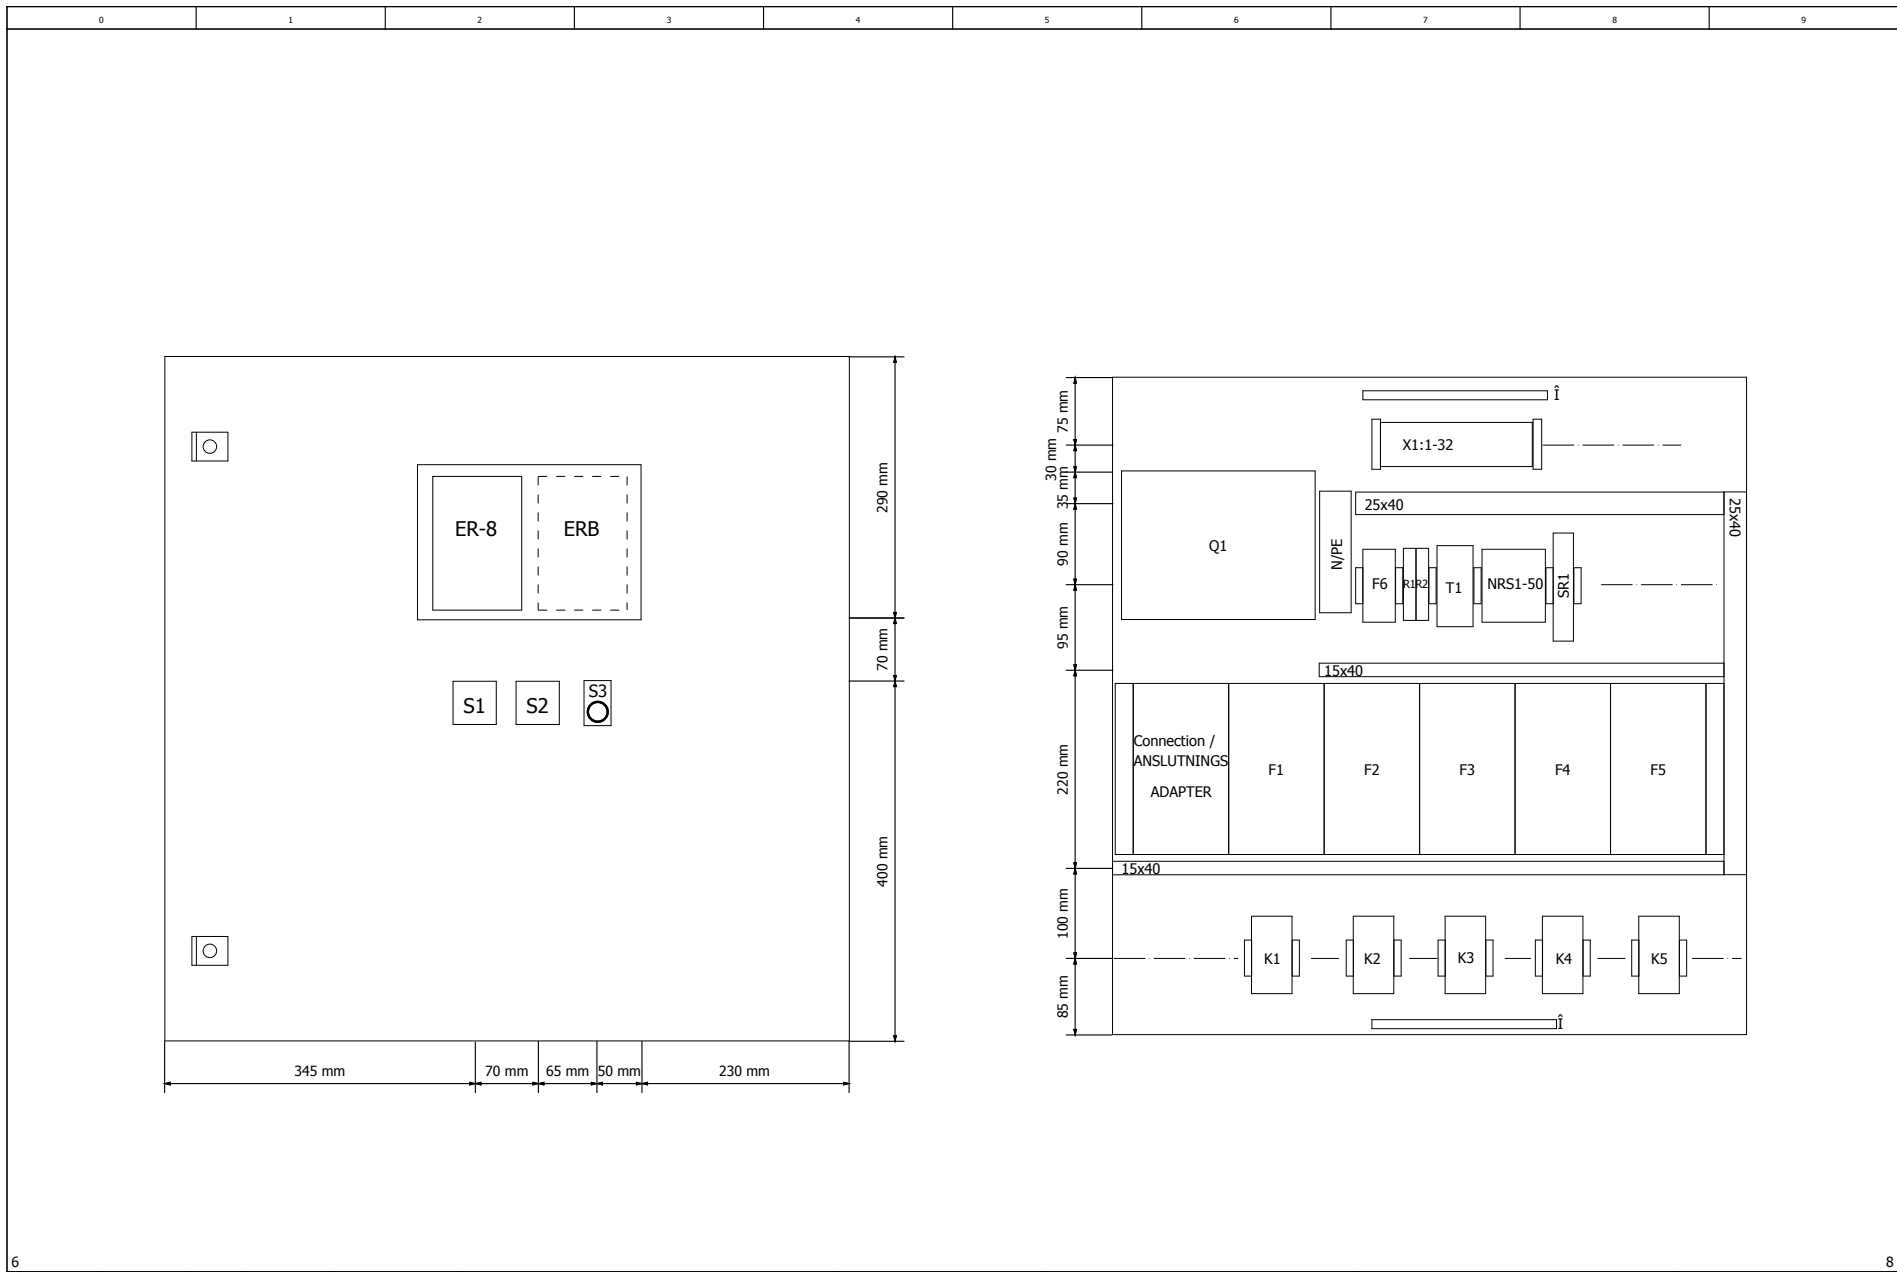 0 1 2 3 4 5 6 7 8 9
ER-8 ERB
S1 S2 S3
290 mm
70 mm
400 mm
345 mm 70 mm 65 mm 50 mm 230 mm
75 mm
30 mm
35 mm
90 mm
95 mm
220 mm
100 mm
85 mm
Î
X1:1-32
25x40
25x40
Q1
N/PE
F6 R1 R2 T1 NRS1-50 SR1
15x40
Connection /
ANSLUTNINGS
ADAPTER
F1 F2 F3 F4 F5
15x40
K1 K2 K3 K4 K5
Î
6 8